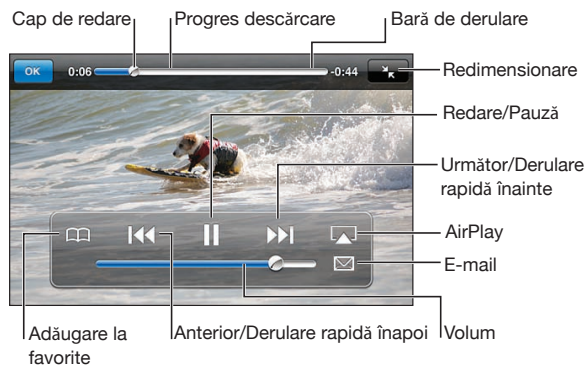 Cap de redare
Progres descărcare
Bară de derulare
OK
0:06
-0:44
Redimensionare
Redare/Pauză
Următor/Derulare
rapidă înainte
AirPlay
E-mail
Adăugare la
favorite
Anterior/Derulare rapidă înapoi
Volum